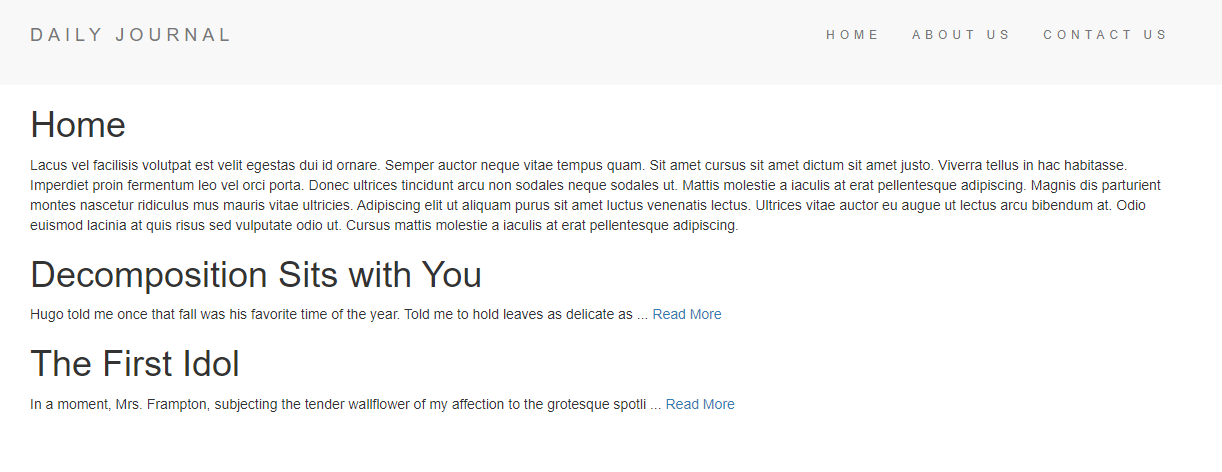 DAILY JOURNAL
HOME ABOUT US CONTACT US
Home
Lacus vel facilisis volutpat est velit egestas dui id ornare. Semper auctor neque vitae tempus quam. Sit amet cursus sit amet dictum sit amet justo. Viverra tellus in hac habitasse.
Imperdiet proin fermentum leo vel orci porta. Donec ultrices tincidunt arcu non sodales neque sodales ut. Mattis molestie a iaculis at erat pellentesque adipiscing. Magnis dis parturient
montes nascetur ridiculus mus mauris vitae ultricies. Adipiscing elit ut aliquam purus sit amet luctus venenatis lectus. Ultrices vitae auctor eu augue ut lectus arcu bibendum at. Odio
euismod lacinia at quis risus sed vulputate odio ut. Cursus mattis molestie a iaculis at erat pellentesque adipiscing.
Decomposition Sits with You
Hugo told me once that fall was his favorite time of the year. Told me to hold leaves as delicate as ... Read More
The First Idol
In a moment, Mrs. Frampton, subjecting the tender wallflower of my affection to the grotesque spotli ... Read More